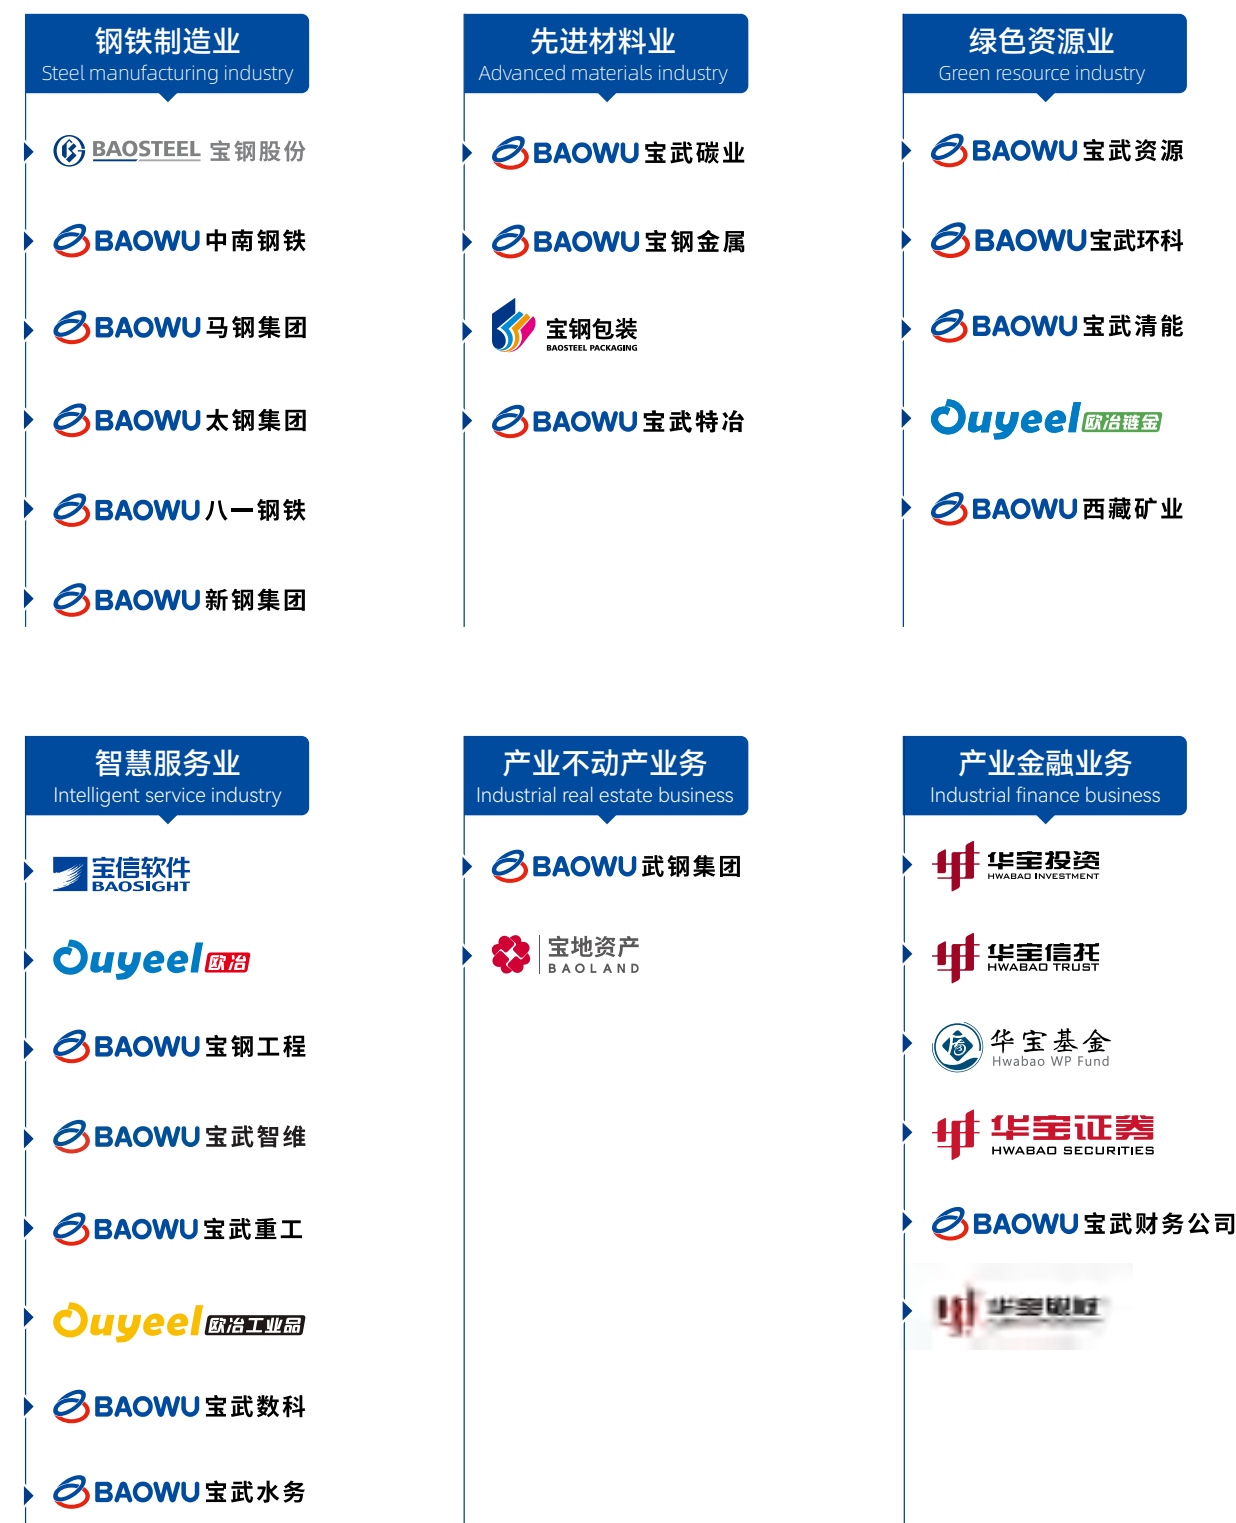 钢铁制造业
Steel manufacturing industry
BAOSTEEL 宝钢股份
BAOWU 中南钢铁
BAOWU 马钢集团
BAOWU 太钢集团
BAOWU 八一钢铁
BAOWU 新钢集团
先进材料业
Advanced materials industry
BAOWU 宝武碳业
BAOWU 宝钢金属
宝钢包装
BAOSTEEL PACKAGING
BAOWU 宝武特冶
绿色资源业
Green resource industry
BAOWU 宝武资源
BAOWU 宝武环科
BAOWU 宝武清能
Ouyeel 欧冶链金
BAOWU 西藏矿业
智慧服务业
Intelligent service industry
宝信软件
BAOSIGHT
Ouyeel 欧冶
BAOWU 宝钢工程
BAOWU 宝武智维
BAOWU 宝武重工
Ouyeel 欧冶工业品
BAOWU 宝武数科
BAOWU 宝武水务
产业不动产业务
Industrial real estate business
BAOWU 武钢集团
宝地资产
BAOLAND
产业金融业务
Industrial finance business
华宝投资
HWABAO INVESTMENT
华宝信托
HWABAO TRUST
华宝基金
Hwabao WP Fund
华宝证券
HWABAO SECURITIES
BAOWU 宝武财务公司
华宝